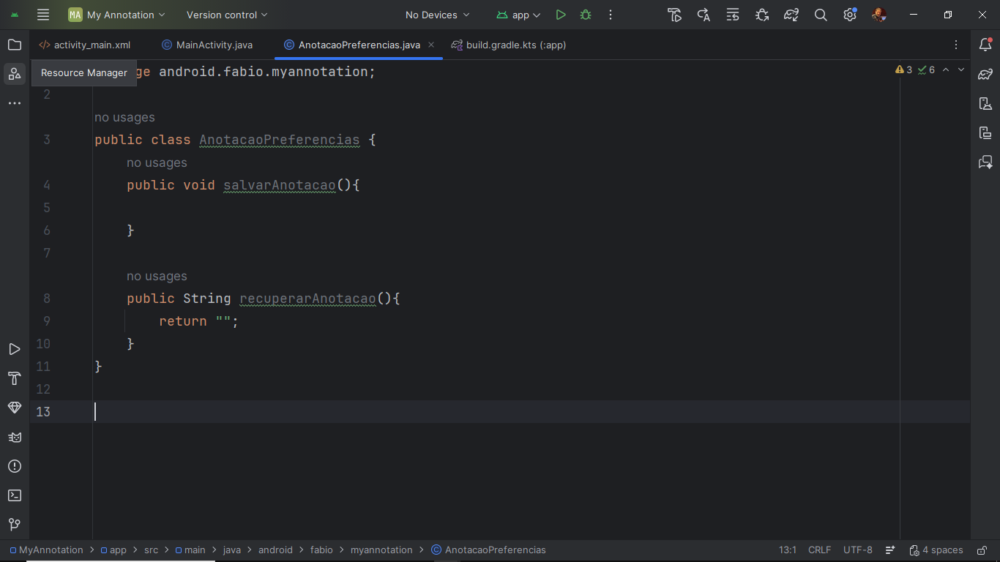 MA My Annotation Version control No Devices app
activity_main.xml MainActivity.java AnotacaoPreferencias.java build.gradle.kts (:app)
Resource Manager ge android.fabio.myannotation; 3 6
2
no usages
3 public class AnotacaoPreferencias {
no usages
4 public void salvarAnotacao(){
5
6 }
7
no usages
8 public String recuperarAnotacao(){
9 return "";
10 }
11 }
12
13
MyAnnotation > app > src > main > java > android > fabio > myannotation > AnotacaoPreferencias 13:1 CRLF UTF-8 4 spaces